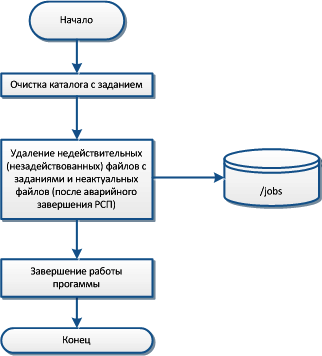 Начало
Очистка каталога с заданием
Удаление недействительных
(незадействованных) файлов с
заданиями и неактуальных
файлов (после аварийного
завершения РСП)
/jobs
Завершение работы
прогаммы
Конец